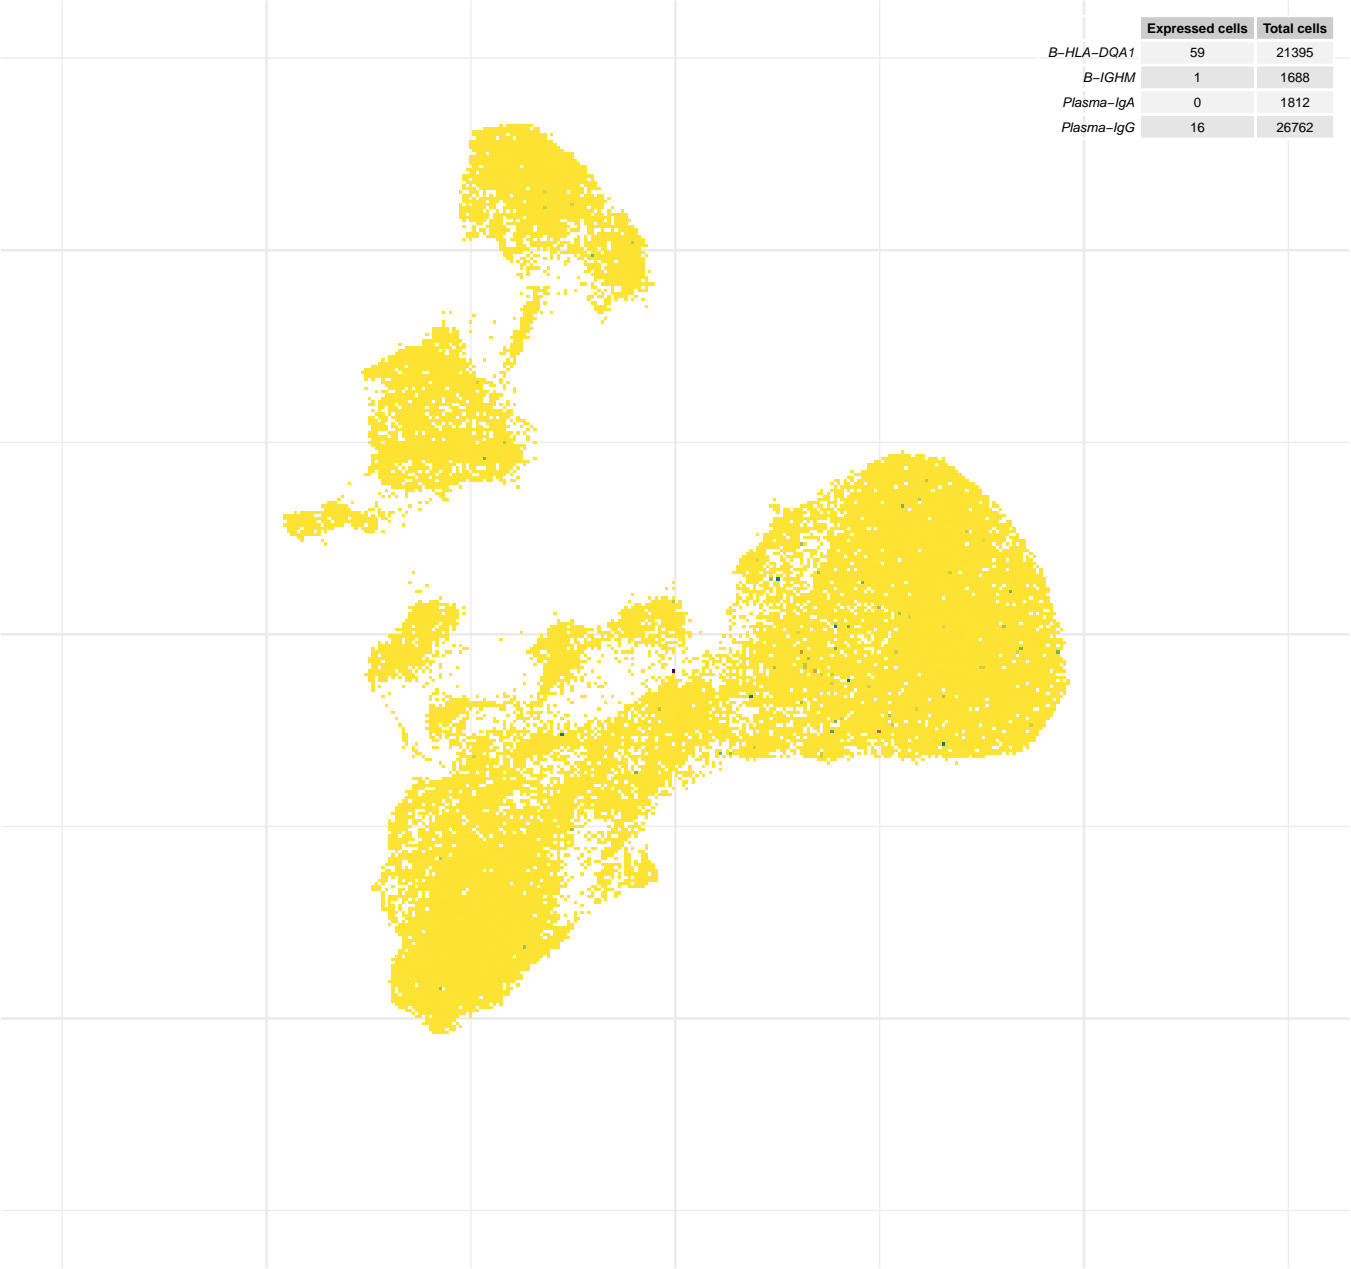 Expressed cells Total cells
B−HLA−DQA1 59 21395
B−IGHM 1 1688
Plasma−IgA 0 1812
Plasma−IgG 16 26762